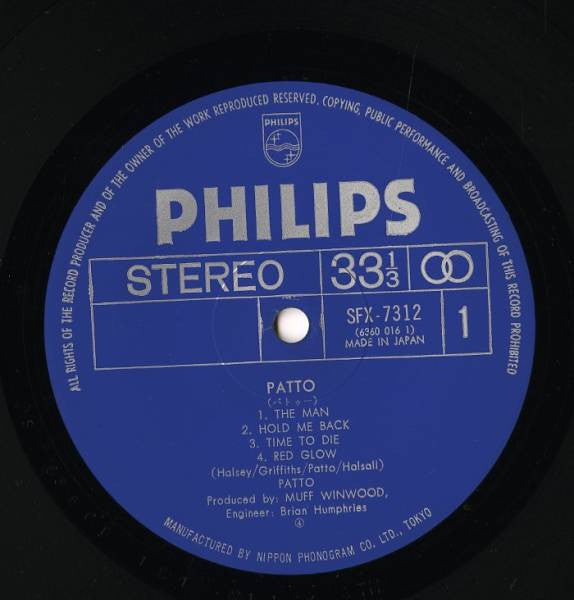 ALL RIGHTS OF THE RECORD PRODUCER AND OF THE OWNER OF THE WORK REPRODUCED RESERVED. COPYING, PUBLIC PERFORMANCE AND BROADCASTING OF THIS RECORD PROHIBITED
PHILIPS
PHILIPS
STEREO 33 1/3
SFX-7312 1
(6360 016 1)
MADE IN JAPAN
PATTO
(パトゥー)
1. THE MAN
2. HOLD ME BACK
3. TIME TO DIE
4. RED GLOW
(Halsey/Griffiths/Patto/Halsall)
PATTO
Produced by: MUFF WINWOOD,
Engineer: Brian Humphries
④
MANUFACTURED BY NIPPON PHONOGRAM CO. LTD., TOKYO